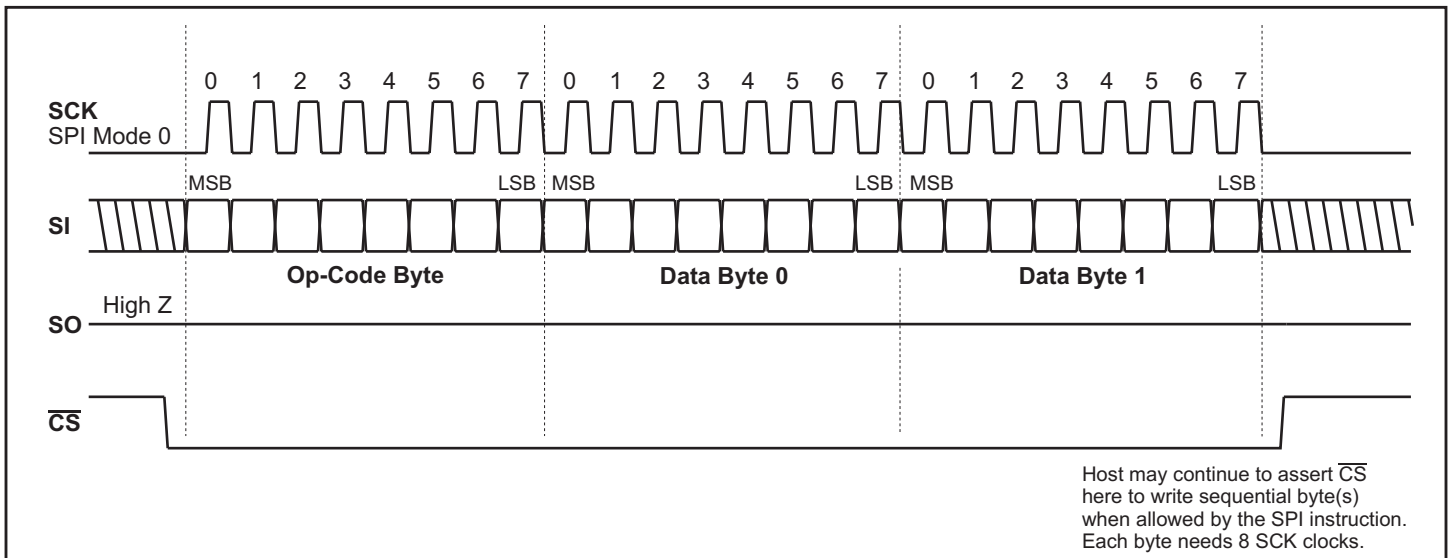 0 1 2 3 4 5 6 7 0 1 2 3 4 5 6 7 0 1 2 3 4 5 6 7
SCK
SPI Mode 0
MSB LSB MSB LSB MSB LSB
SI
Op-Code Byte Data Byte 0 Data Byte 1
High Z
SO
CS
Host may continue to assert CS
here to write sequential byte(s)
when allowed by the SPI instruction.
Each byte needs 8 SCK clocks.